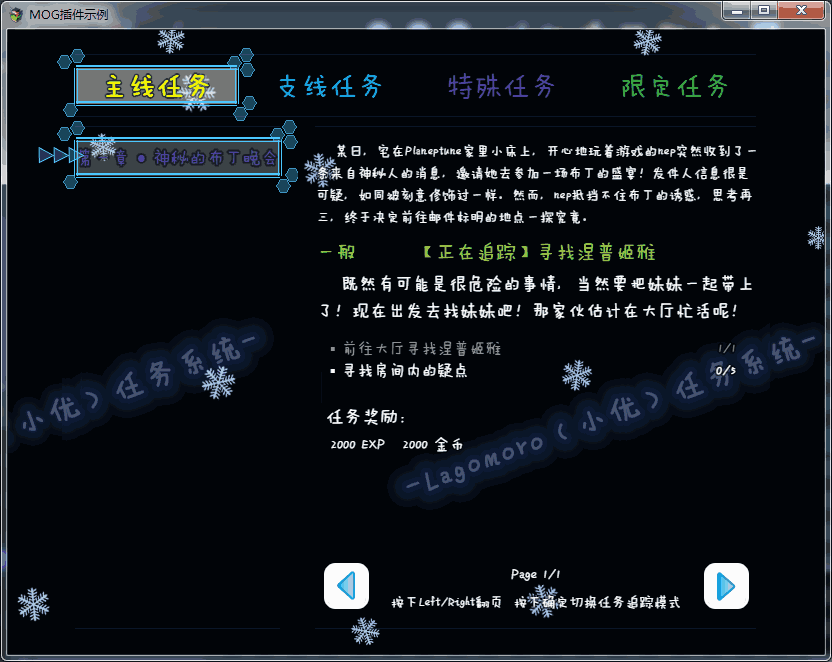 MOG插件示例
主线任务 支线任务 特殊任务 限定任务
章 • 神秘的布丁晚会
某日，宅在Planeptune家里小床上，开心地玩着游戏的nep突然收到了一
条来自神秘人的消息，邀请她去参加一场布丁的盛宴！发件人信息很是
可疑，如同被刻意修饰过一样。然而，nep抵挡不住布丁的诱惑，思考再
三，终于决定前往邮件标明的地点一探究竟。
一般 【正在追踪】寻找涅普姬雅
既然有可能是很危险的事情，当然要把妹妹一起带上
了！现在出发去找妹妹吧！那家伙估计在大厅忙活呢！
▪ 前往大厅寻找涅普姬雅 1/1
▪ 寻找房间内的疑点 0/5
任务奖励：
2000 EXP 2000 金币
小优）任务系统-
-Lagomoro（小优）任务系统-
Page 1/1
按下Left/Right翻页 按下确定切换任务追踪模式